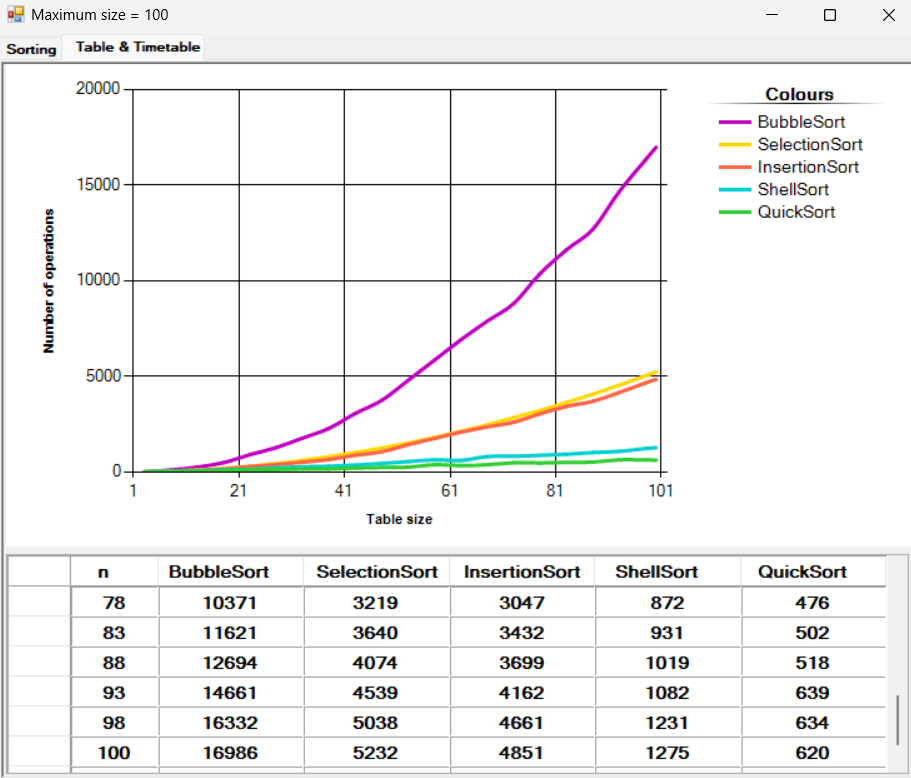 Maximum size = 100
Sorting Table & Timetable
Number of operations
20000
15000
10000
5000
0
1 21 41 61 81 101
Table size
Colours
BubbleSort
SelectionSort
InsertionSort
ShellSort
QuickSort
n BubbleSort SelectionSort InsertionSort ShellSort QuickSort
78 10371 3219 3047 872 476
83 11621 3640 3432 931 502
88 12694 4074 3699 1019 518
93 14661 4539 4162 1082 639
98 16332 5038 4661 1231 634
100 16986 5232 4851 1275 620